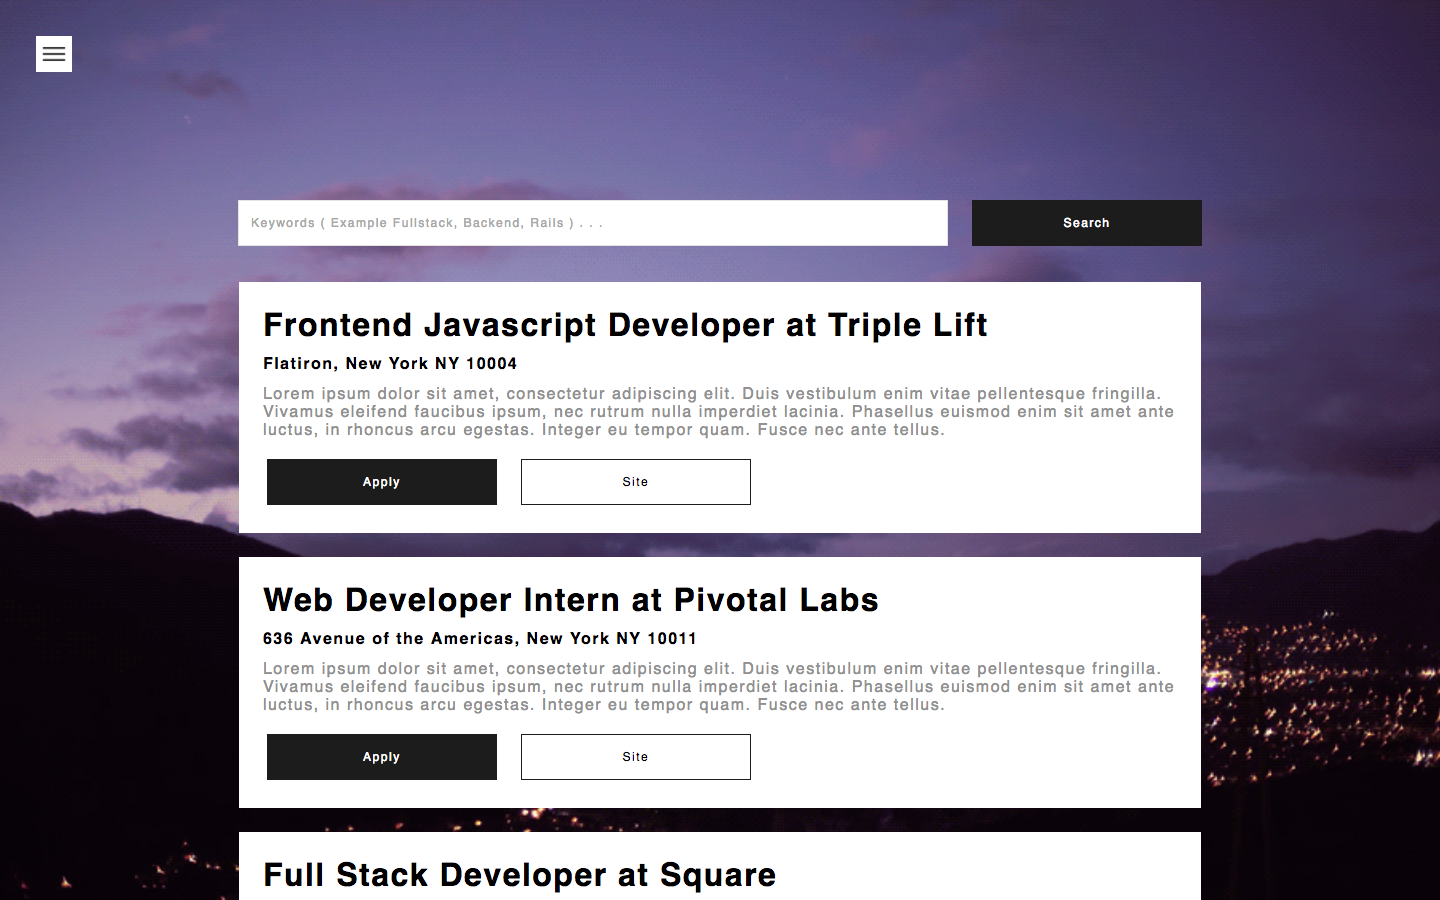 Keywords ( Example Fullstack, Backend, Rails ) . . .
Search
Frontend Javascript Developer at Triple Lift
Flatiron, New York NY 10004
Lorem ipsum dolor sit amet, consectetur adipiscing elit. Duis vestibulum enim vitae pellentesque fringilla.
Vivamus eleifend faucibus ipsum, nec rutrum nulla imperdiet lacinia. Phasellus euismod enim sit amet ante
luctus, in rhoncus arcu egestas. Integer eu tempor quam. Fusce nec ante tellus.
Apply
Site
Web Developer Intern at Pivotal Labs
636 Avenue of the Americas, New York NY 10011
Lorem ipsum dolor sit amet, consectetur adipiscing elit. Duis vestibulum enim vitae pellentesque fringilla.
Vivamus eleifend faucibus ipsum, nec rutrum nulla imperdiet lacinia. Phasellus euismod enim sit amet ante
luctus, in rhoncus arcu egestas. Integer eu tempor quam. Fusce nec ante tellus.
Apply
Site
Full Stack Developer at Square